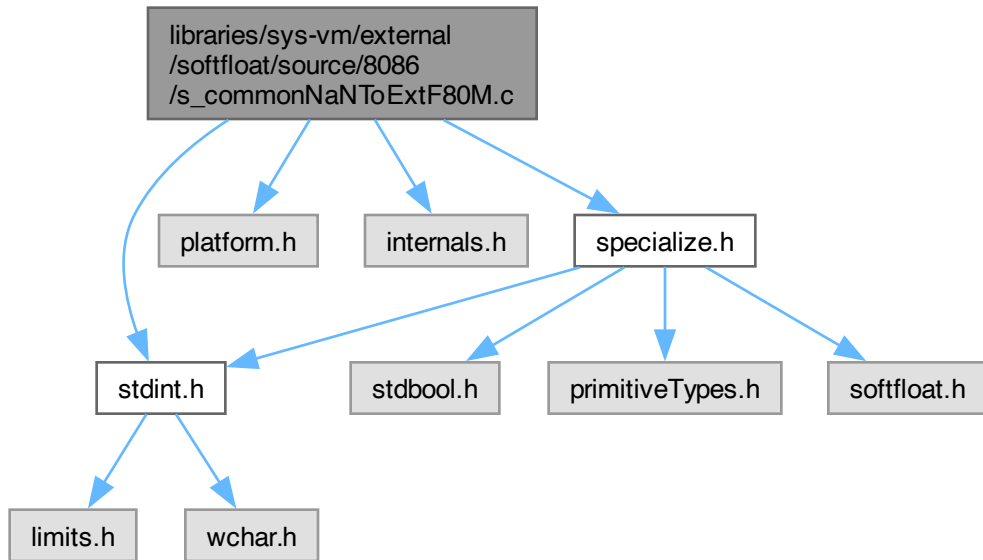 libraries/sys-vm/external
/softfloat/source/8086
/s_commonNaNToExtF80M.c
platform.h
internals.h
specialize.h
stdint.h
stdbool.h
primitiveTypes.h
softfloat.h
limits.h
wchar.h